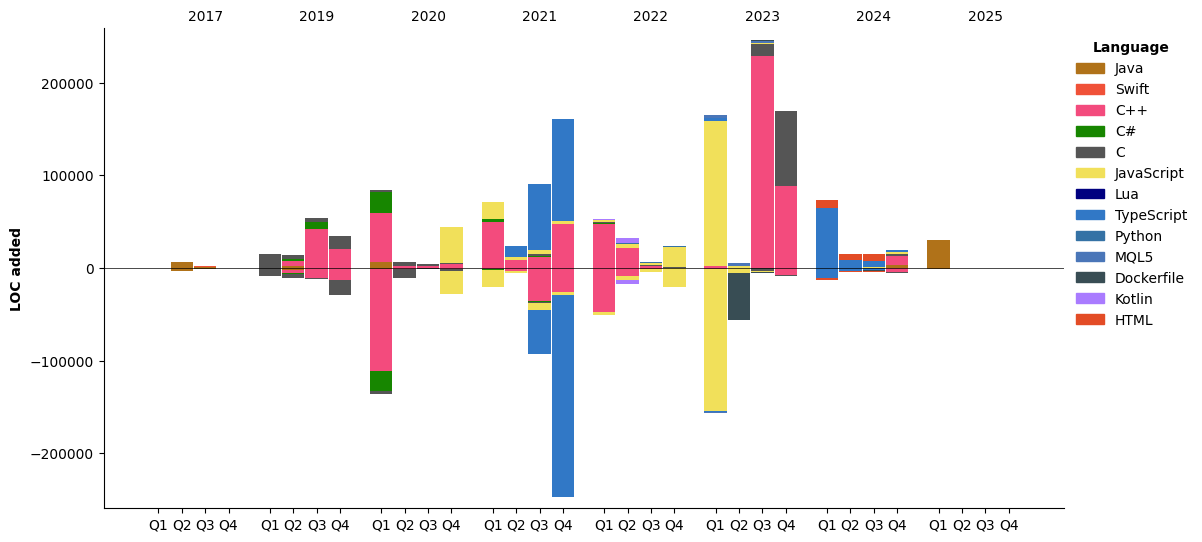 2017 2019 2020 2021 2022 2023 2024 2025
LOC added
200000
100000
0
−100000
−200000
Q1 Q2 Q3 Q4 Q1 Q2 Q3 Q4 Q1 Q2 Q3 Q4 Q1 Q2 Q3 Q4 Q1 Q2 Q3 Q4 Q1 Q2 Q3 Q4 Q1 Q2 Q3 Q4 Q1 Q2 Q3 Q4
Language
Java
Swift
C++
C#
C
JavaScript
Lua
TypeScript
Python
MQL5
Dockerfile
Kotlin
HTML